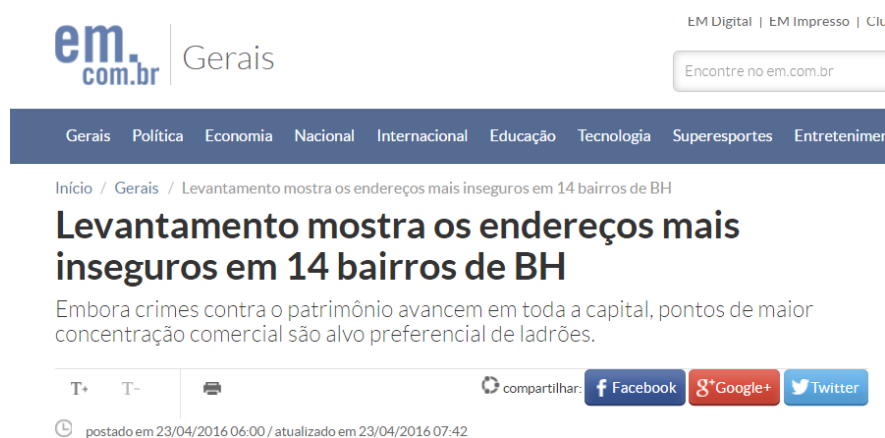 EM Digital | EM Impresso |
em.
com.br
Gerais
Encontre no em.com.br
Gerais Política Economia Nacional Internacional Educação Tecnologia Superesportes
Início / Gerais / Levantamento mostra os endereços mais inseguros em 14 bairros de BH
Levantamento mostra os endereços mais
inseguros em 14 bairros de BH
Embora crimes contra o patrimônio avancem em toda a capital, pontos de maior
concentração comercial são alvo preferencial de ladrões.
T+ T- compartilhar: f Facebook g+ Google+ Twitter
postado em 23/04/2016 06:00 / atualizado em 23/04/2016 07:42